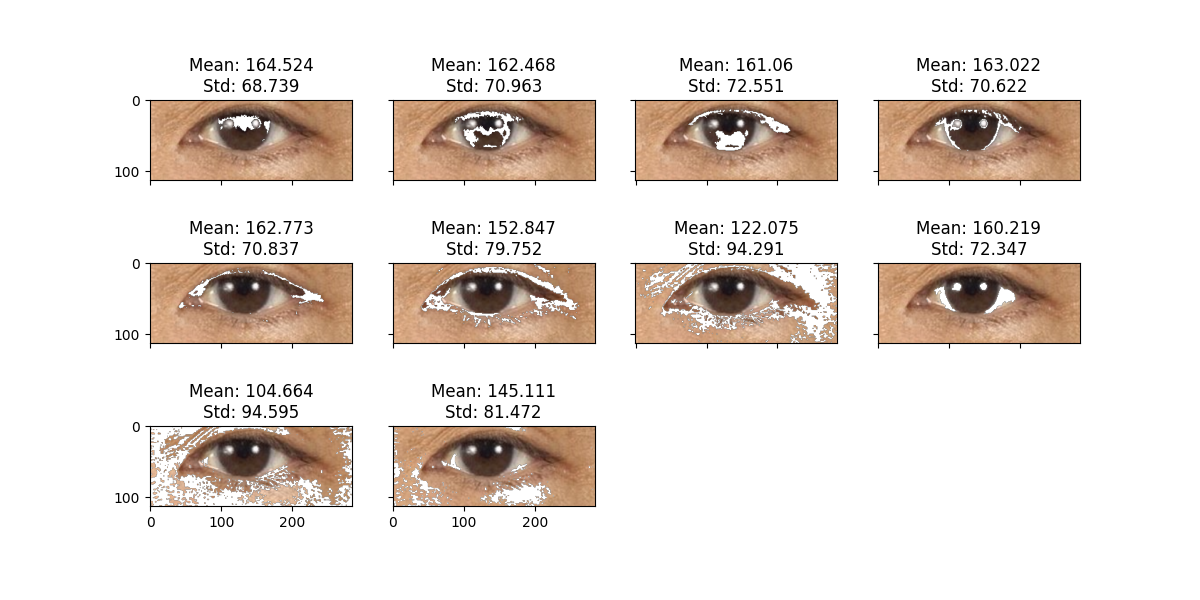 Mean: 164.524
Std: 68.739
Mean: 162.468
Std: 70.963
Mean: 161.06
Std: 72.551
Mean: 163.022
Std: 70.622
0
100
Mean: 162.773
Std: 70.837
Mean: 152.847
Std: 79.752
Mean: 122.075
Std: 94.291
Mean: 160.219
Std: 72.347
0
100
Mean: 104.664
Std: 94.595
Mean: 145.111
Std: 81.472
0
100
0 100 200
0 100 200